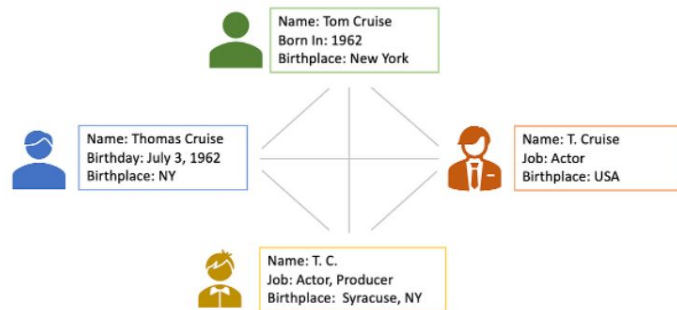 Name: Tom Cruise
Born In: 1962
Birthplace: New York
Name: Thomas Cruise
Birthday: July 3, 1962
Birthplace: NY
Name: T. Cruise
Job: Actor
Birthplace: USA
Name: T. C.
Job: Actor, Producer
Birthplace: Syracuse, NY